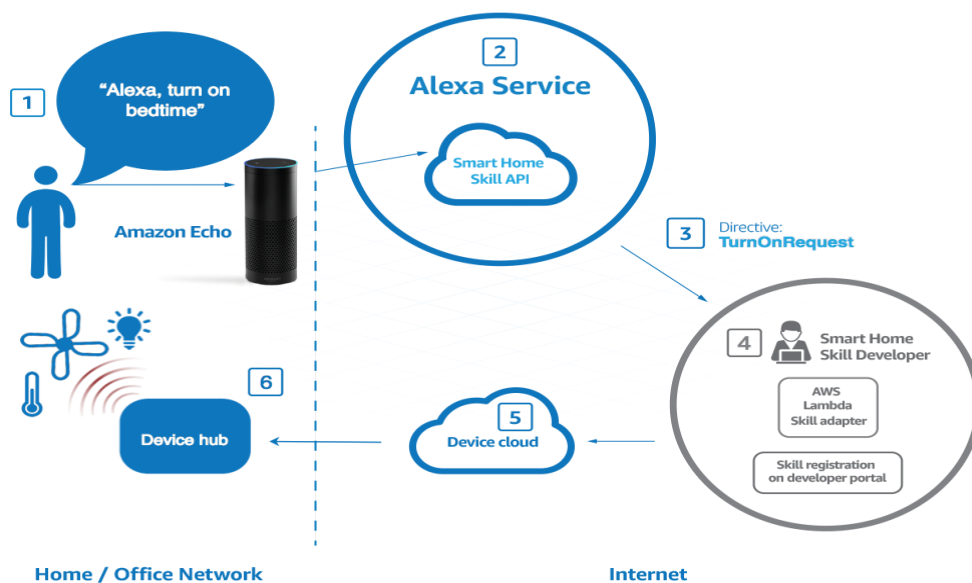 1
“Alexa, turn on
bedtime”
Amazon Echo
2
Alexa Service
Smart Home
Skill API
3
Directive:
TurnOnRequest
4
Smart Home
Skill Developer
AWS
Lambda
Skill adapter
Skill registration
on developer portal
5
Device cloud
6
Device hub
Home / Office Network
Internet